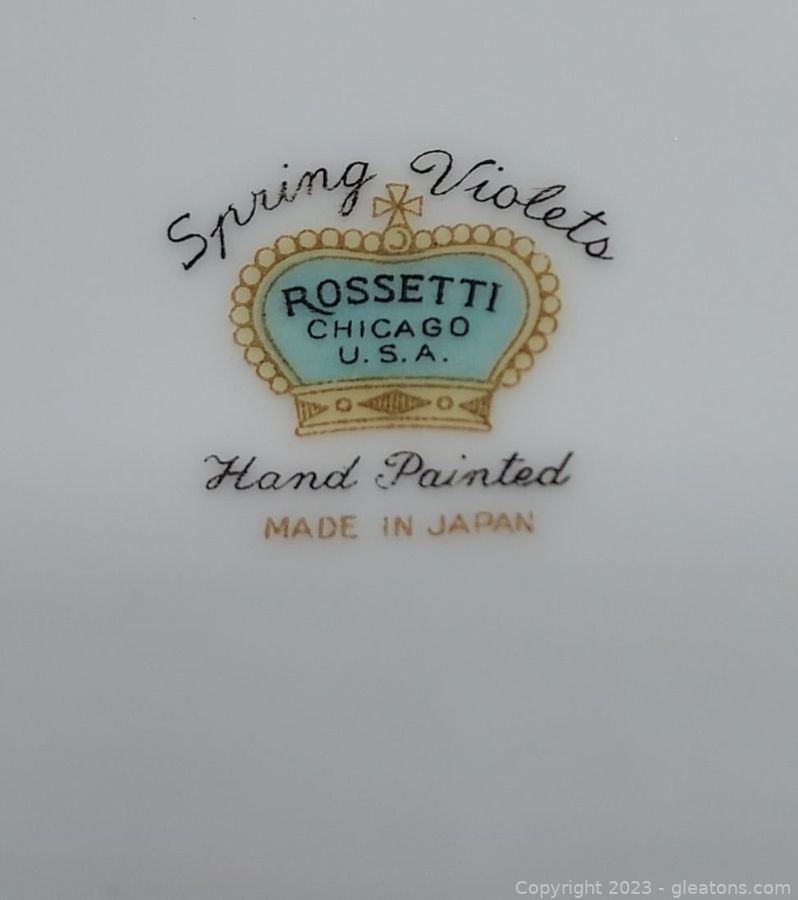 Spring Violets
ROSSETTI
CHICAGO
U.S.A.
Hand Painted
MADE IN JAPAN
Copyright 2023 - gleatons.com